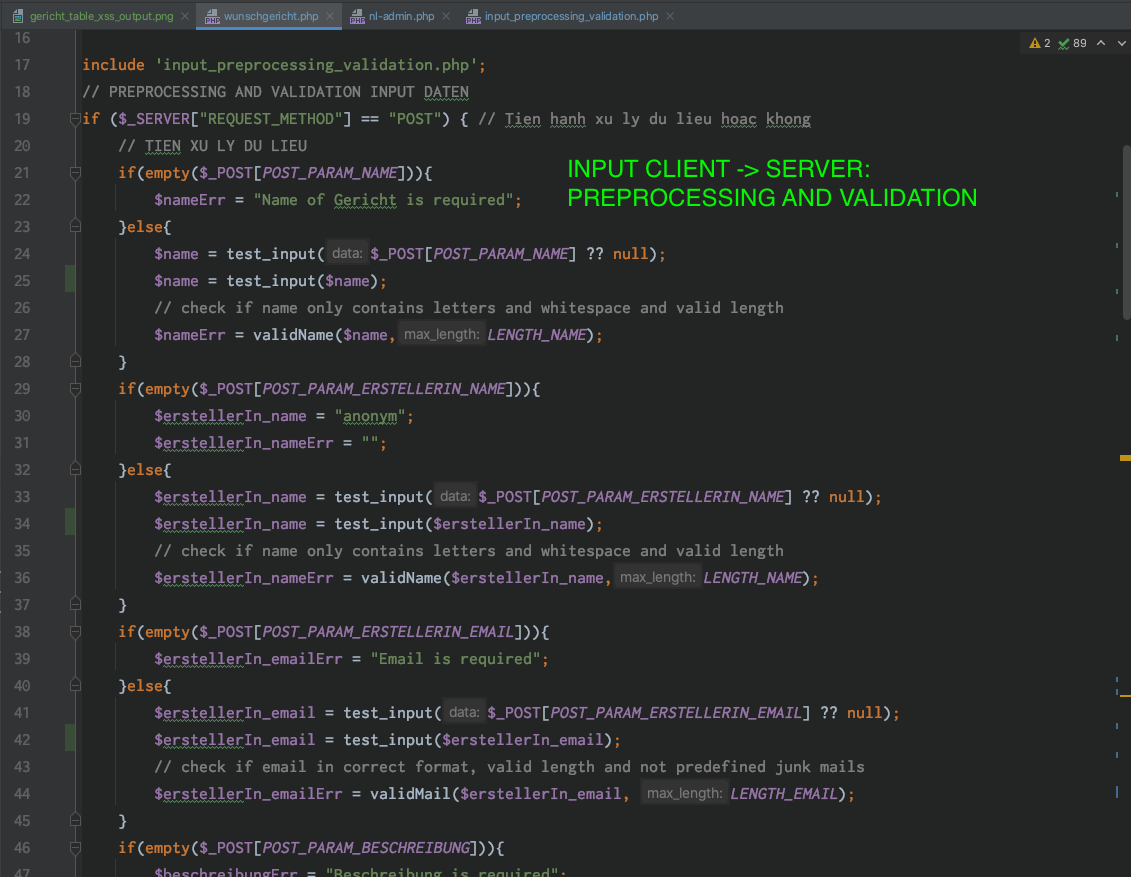 gericht_table_xss_output.png wunschgericht.php nl-admin.php input_preprocessing_validation.php
16 2 89
17 include 'input_preprocessing_validation.php';
18 // PREPROCESSING AND VALIDATION INPUT DATEN
19 if ($_SERVER["REQUEST_METHOD"] == "POST") { // Tien hanh xu ly du lieu hoac khong
20 // TIEN XU LY DU LIEU
INPUT CLIENT -> SERVER:
21 if(empty($_POST[POST_PARAM_NAME])){
PREPROCESSING AND VALIDATION
22 $nameErr = "Name of Gericht is required";
23 }else{
24 $name = test_input( data: $_POST[POST_PARAM_NAME] ?? null);
25 $name = test_input($name);
26 // check if name only contains letters and whitespace and valid length
27 $nameErr = validName($name, max_length: LENGTH_NAME);
28 }
29 if(empty($_POST[POST_PARAM_ERSTELLERIN_NAME])){
30 $erstellerIn_name = "anonym";
31 $erstellerIn_nameErr = "";
32 }else{
33 $erstellerIn_name = test_input( data: $_POST[POST_PARAM_ERSTELLERIN_NAME] ?? null);
34 $erstellerIn_name = test_input($erstellerIn_name);
35 // check if name only contains letters and whitespace and valid length
36 $erstellerIn_nameErr = validName($erstellerIn_name, max_length: LENGTH_NAME);
37 }
38 if(empty($_POST[POST_PARAM_ERSTELLERIN_EMAIL])){
39 $erstellerIn_emailErr = "Email is required";
40 }else{
41 $erstellerIn_email = test_input( data: $_POST[POST_PARAM_ERSTELLERIN_EMAIL] ?? null);
42 $erstellerIn_email = test_input($erstellerIn_email);
43 // check if email in correct format, valid length and not predefined junk mails
44 $erstellerIn_emailErr = validMail($erstellerIn_email, max_length: LENGTH_EMAIL);
45 }
46 if(empty($_POST[POST_PARAM_BESCHREIBUNG])){
47 $beschreibungErr = "Beschreibung is required";